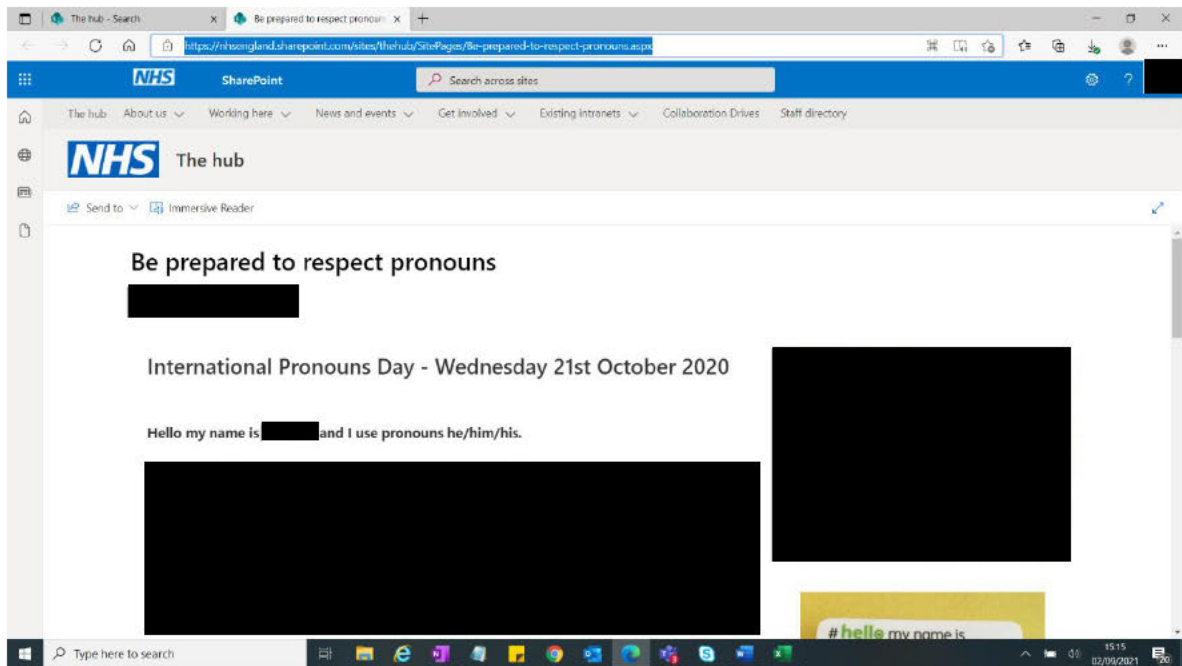 The hub - Search
Be prepared to respect pronoun
https://nhsengland.sharepoint.com/sites/thehub/SitePages/Be-prepared-to-respect-pronouns.aspx
NHS SharePoint Search across sites ?
The hub About us Working here News and events Get involved Existing intranets Collaboration Drives Staff directory
NHS The hub
Send to Immersive Reader
Be prepared to respect pronouns
International Pronouns Day - Wednesday 21st October 2020
Hello my name is and I use pronouns he/him/his.
#hello my name is
Type here to search
15:15
02/09/2021
20